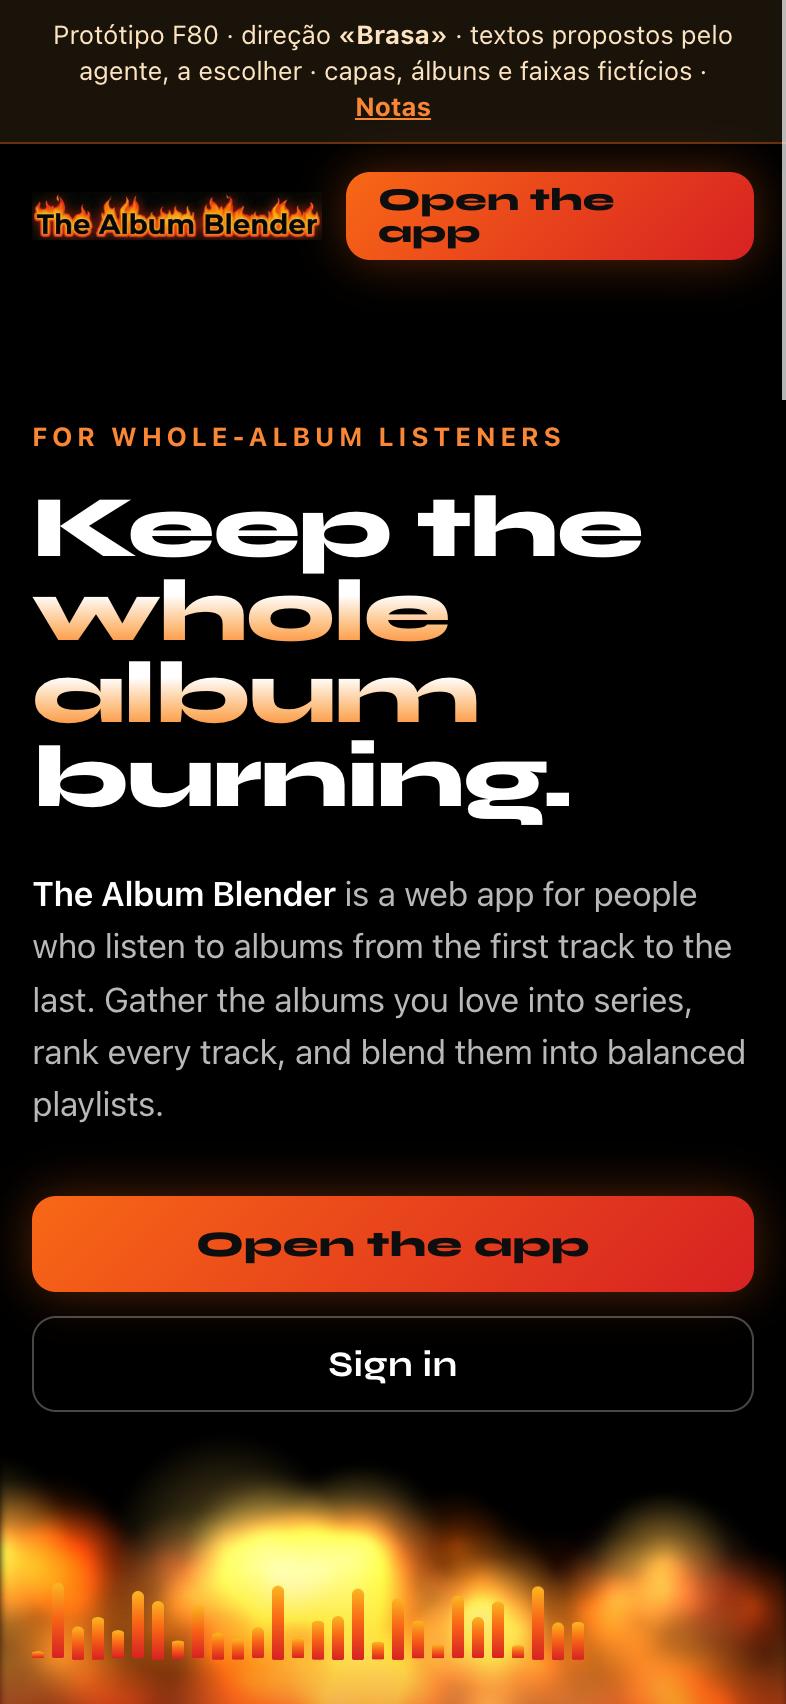 Protótipo F80 · direção «Brasa» · textos propostos pelo
agente, a escolher · capas, álbuns e faixas fictícios ·
Notas
The Album Blender
Open the
app
FOR WHOLE-ALBUM LISTENERS
Keep the
whole
album
burning.
The Album Blender is a web app for people
who listen to albums from the first track to the
last. Gather the albums you love into series,
rank every track, and blend them into balanced
playlists.
Open the app
Sign in